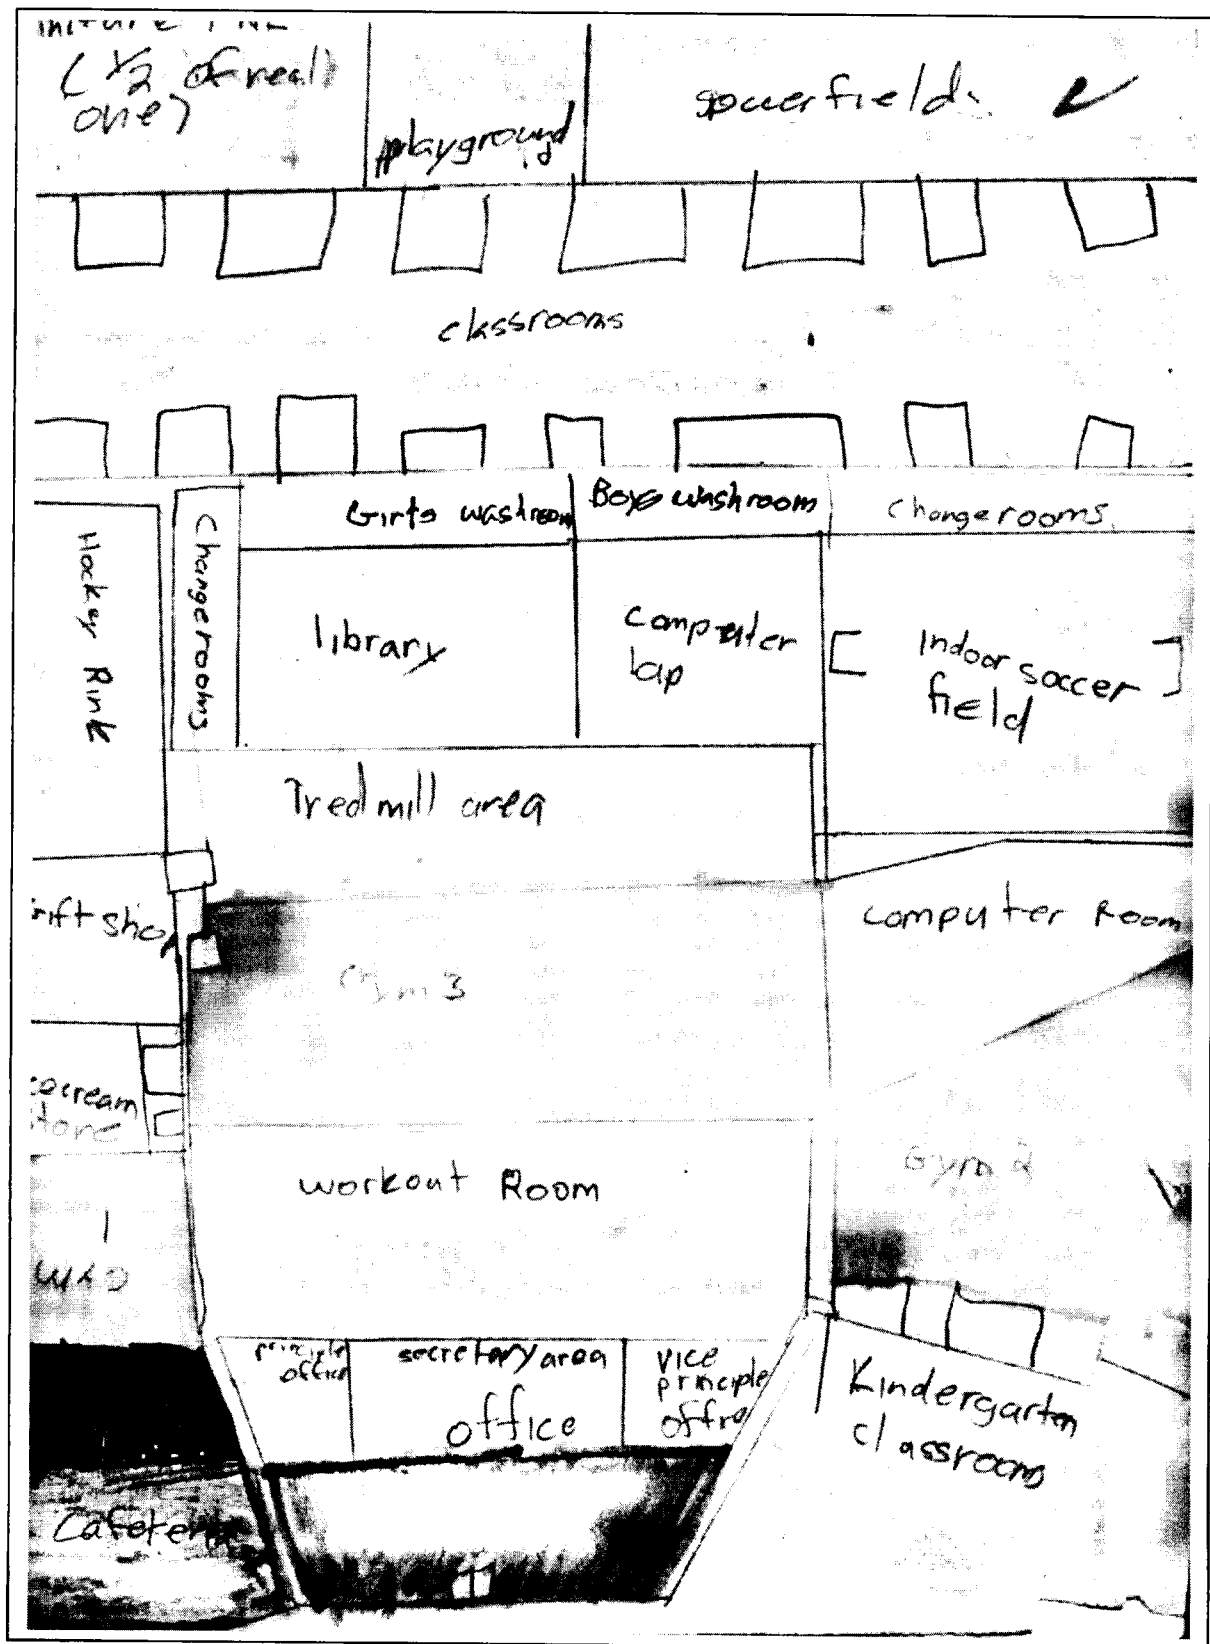 (1/2 of real
one)
playground
soccer field.
classrooms
Girls washroom
Boys washroom
Changerooms.
Hockey Rink
Changerooms
library
computer
lap
Indoor soccer
field
Tredmill area
computer Room
Gym 3
workout Room
Gym 2
principle
office
secretary area
office
vice
principle
Kindergarten
classrooms